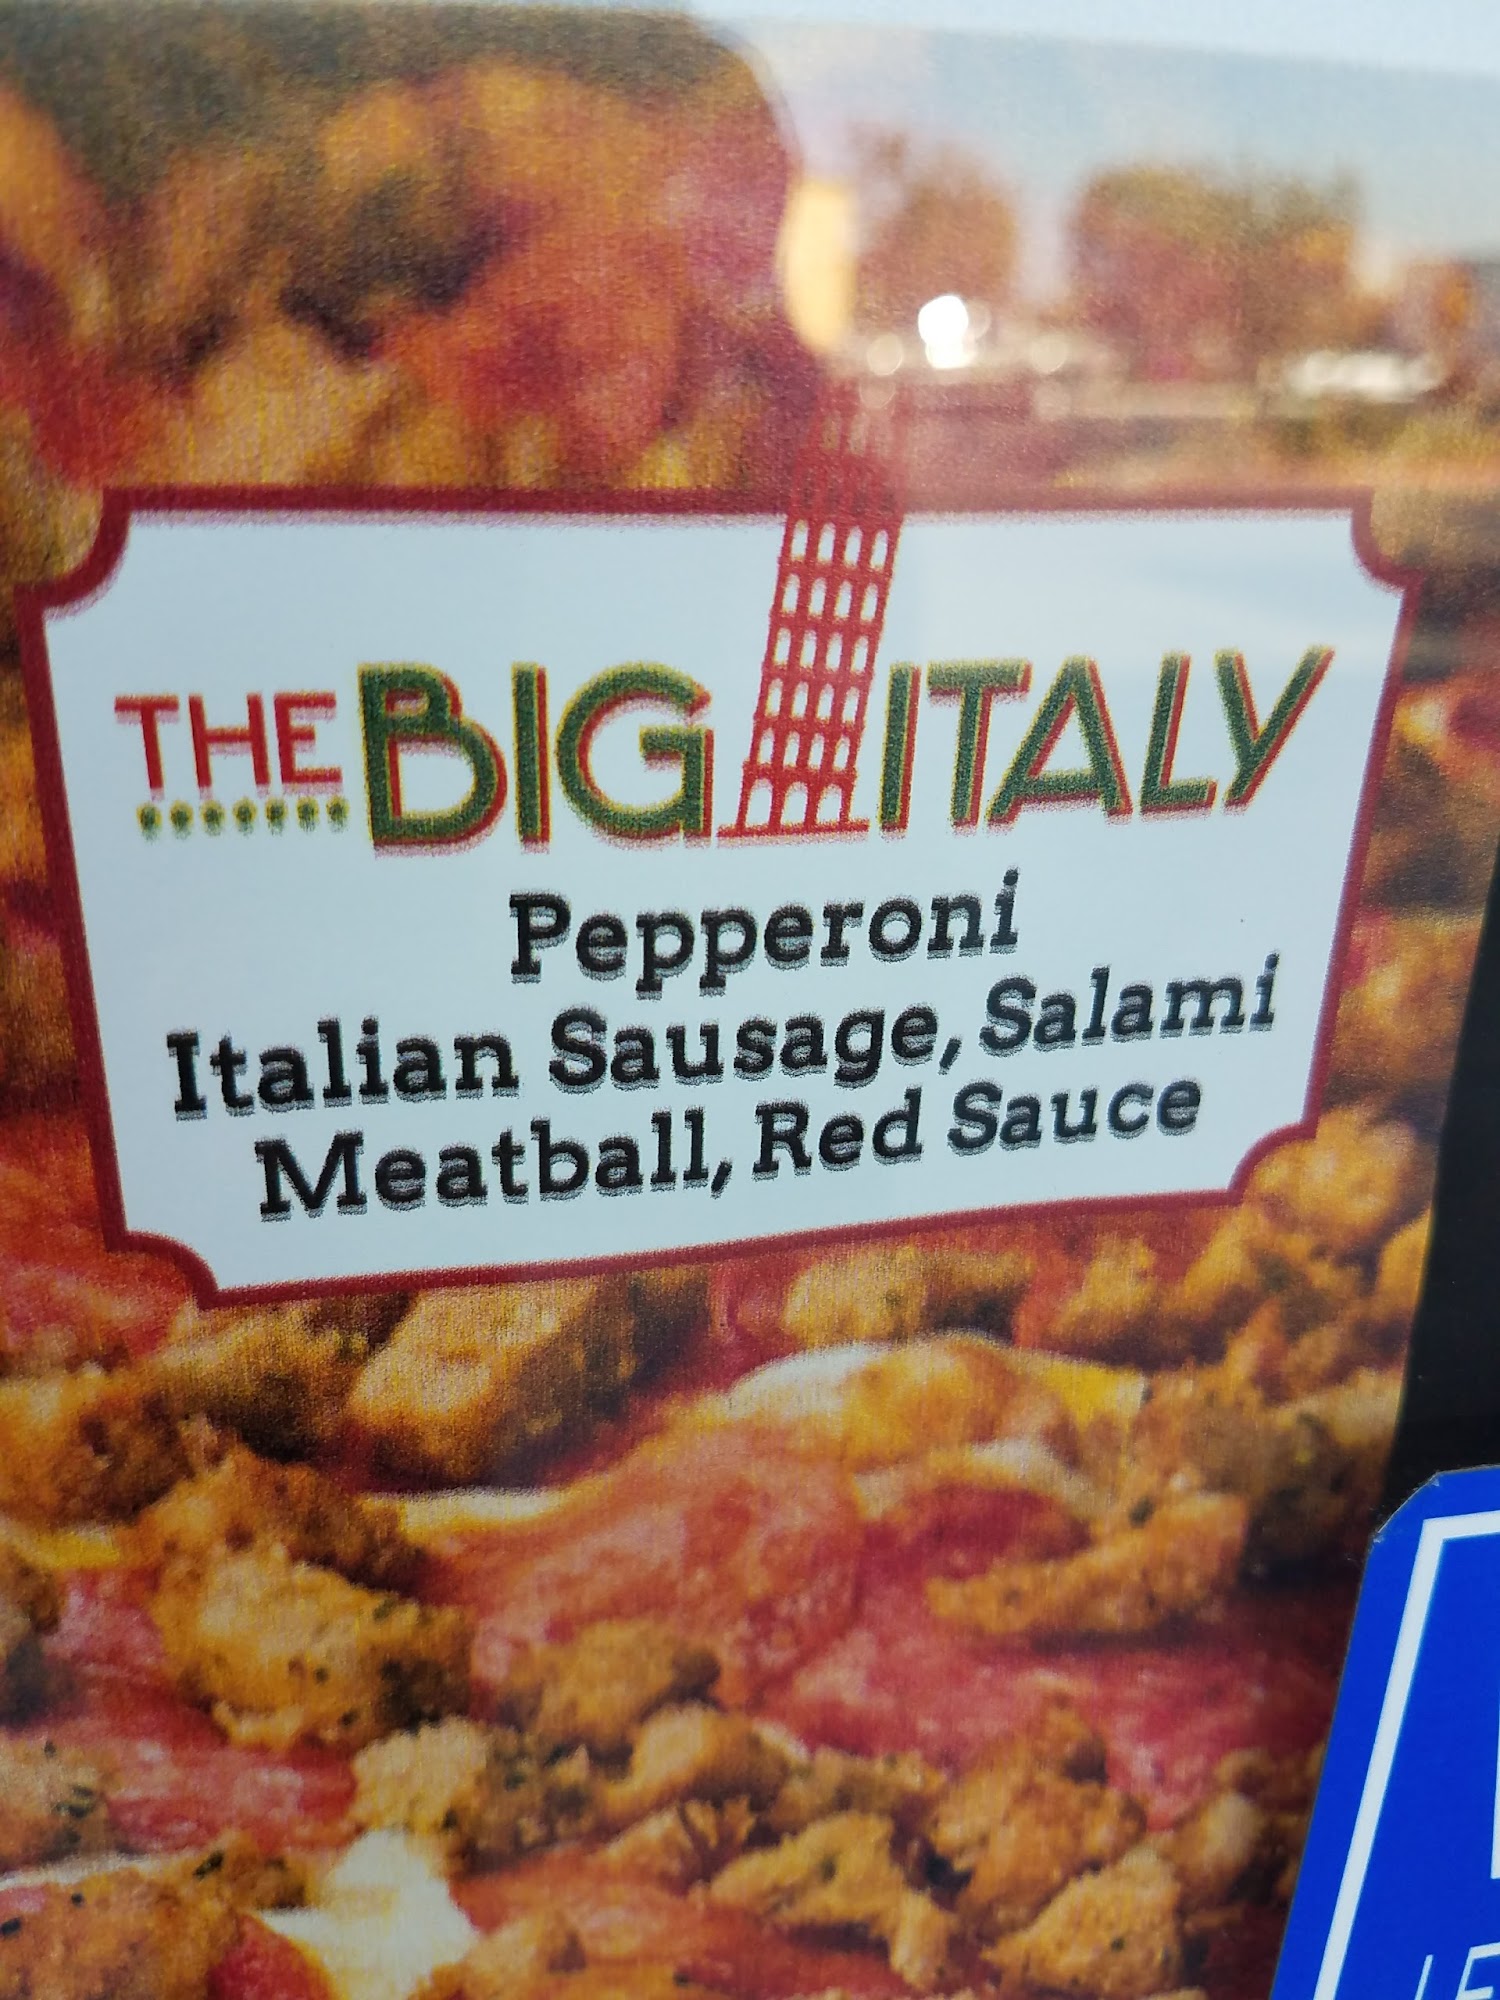 THE BIG ITALY
Pepperoni
Italian Sausage, Salami
Meatball, Red Sauce